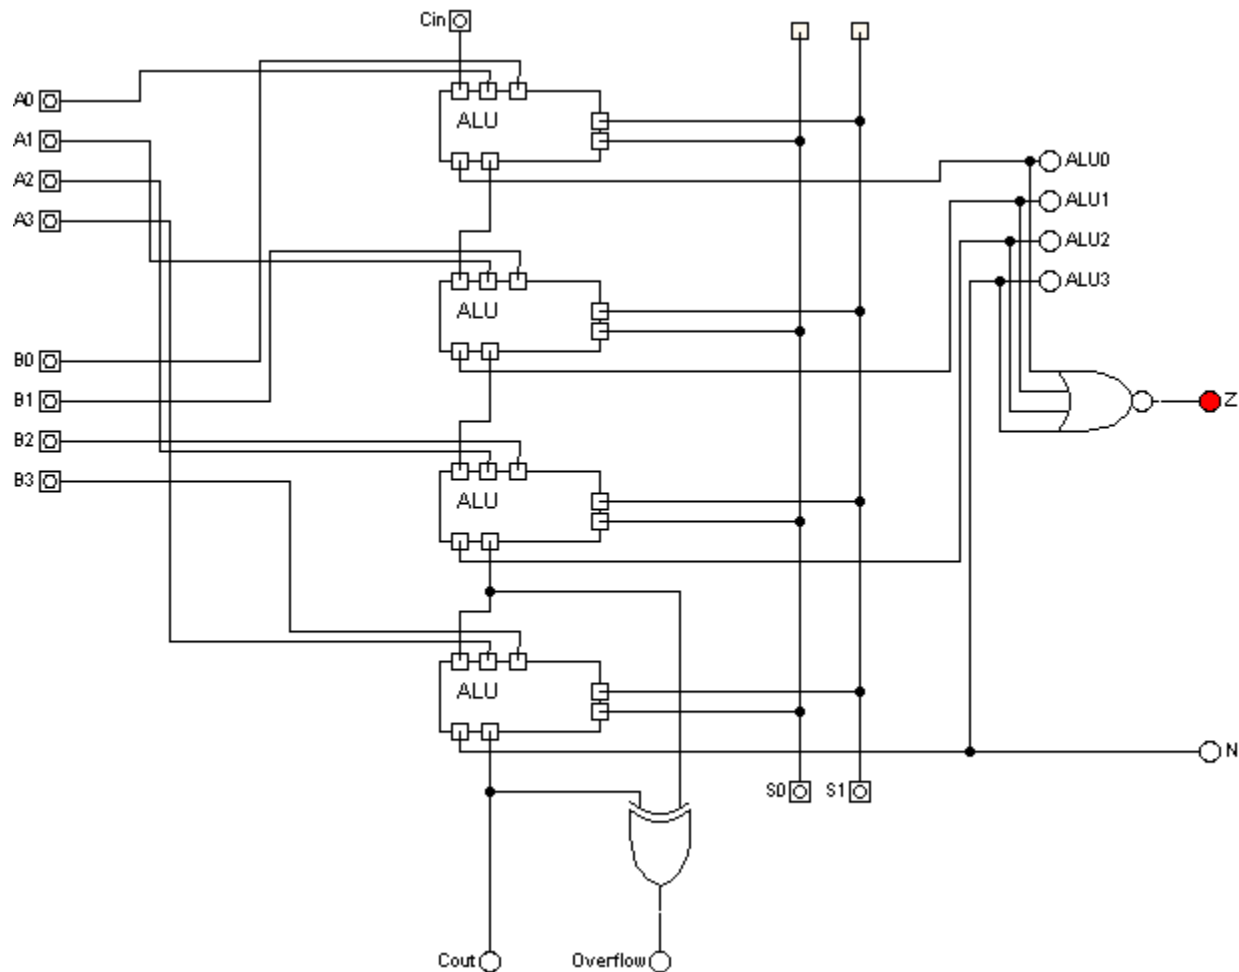 Cin
A0
ALU
A1
ALU0
A2
ALU1
A3
ALU2
ALU3
ALU
B0
B1
Z
B2
B3
ALU
ALU
N
S0
S1
Cout
Overflow